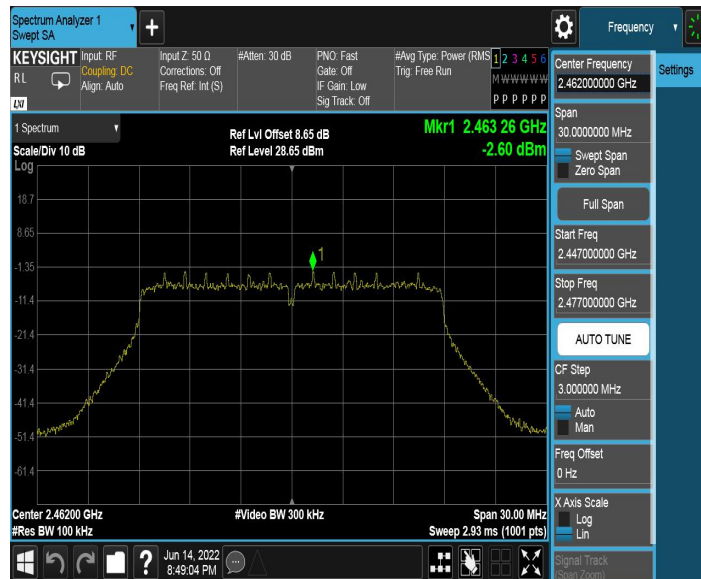 Spectrum Analyzer 1
Swept SA
Frequency
KEYSIGHT
RL
LXI
Input: RF
Coupling: DC
Align: Auto
Input Z: 50 Ω
Corrections: Off
Freq Ref: Int (S)
#Atten: 30 dB
PNO: Fast
Gate: Off
IF Gain: Low
Sig Track: Off
#Avg Type: Power (RMS
Trig: Free Run
1 2 3 4 5 6
M W W W W W
P P P P P P
1 Spectrum
Scale/Div 10 dB
Ref Lvl Offset 8.65 dB
Ref Level 28.65 dBm
Mkr1 2.463 26 GHz
-2.60 dBm
Log
18.7
8.65
-1.35
-11.4
-21.4
-31.4
-41.4
-51.4
-61.4
1
Center 2.46200 GHz
#Res BW 100 kHz
#Video BW 300 kHz
Span 30.00 MHz
Sweep 2.93 ms (1001 pts)
Center Frequency
2.462000000 GHz
Settings
Span
30.0000000 MHz
Swept Span
Zero Span
Full Span
Start Freq
2.447000000 GHz
Stop Freq
2.477000000 GHz
AUTO TUNE
CF Step
3.000000 MHz
Auto
Man
Freq Offset
0 Hz
X Axis Scale
Log
Lin
Signal Track
(Span Zoom)
?
Jun 14, 2022
8:49:04 PM